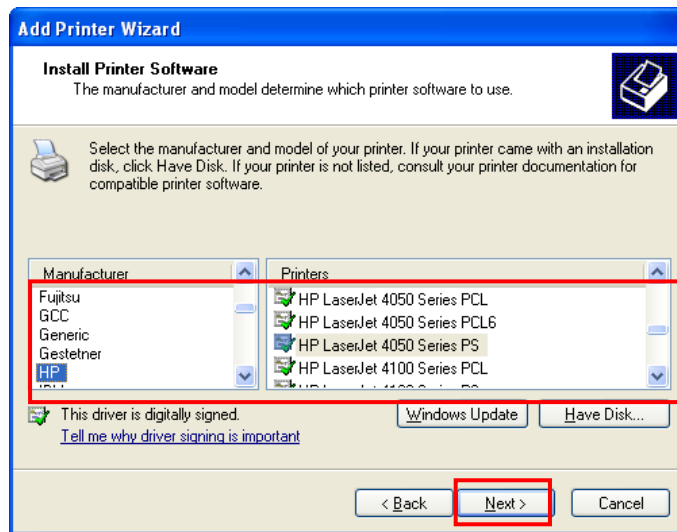 Add Printer Wizard
Install Printer Software
The manufacturer and model determine which printer software to use.
Select the manufacturer and model of your printer. If your printer came with an installation
disk, click Have Disk. If your printer is not listed, consult your printer documentation for
compatible printer software.
Manufacturer
Fujitsu
GCC
Generic
Gestetner
HP
Printers
HP LaserJet 4050 Series PCL
HP LaserJet 4050 Series PCL6
HP LaserJet 4050 Series PS
HP LaserJet 4100 Series PCL
This driver is digitally signed.
Tell me why driver signing is important
Windows Update
Have Disk...
< Back
Next >
Cancel